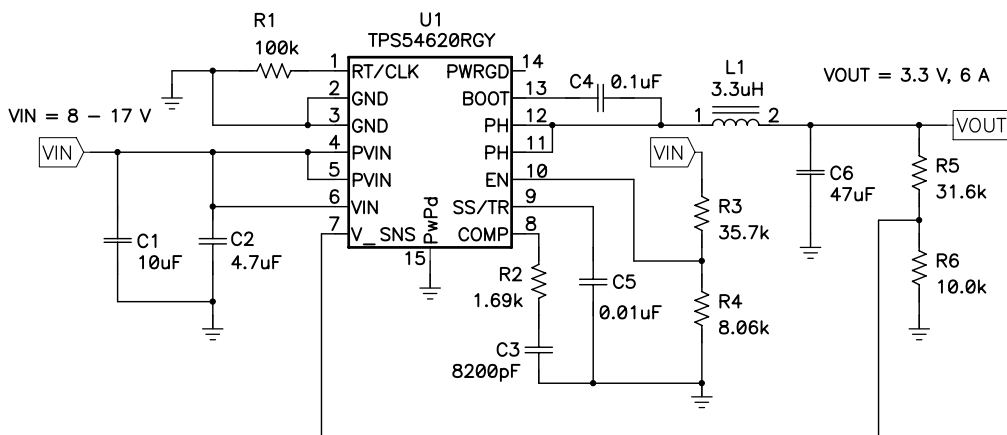 R1
100k
U1
TPS54620RGY
1 RT/CLK PWRGD 14
2 GND BOOT 13
3 GND PH 12
4 PVIN PH 11
5 PVIN EN 10
6 VIN SS/TR 9
7 V_SNS COMP 8
PwPd
15
C4
0.1uF
L1
3.3uH
1 2
VOUT = 3.3 V, 6 A
VIN = 8 – 17 V
VIN
VIN
VOUT
C1
10uF
C2
4.7uF
R2
1.69k
C3
8200pF
C5
0.01uF
R3
35.7k
R4
8.06k
C6
47uF
R5
31.6k
R6
10.0k